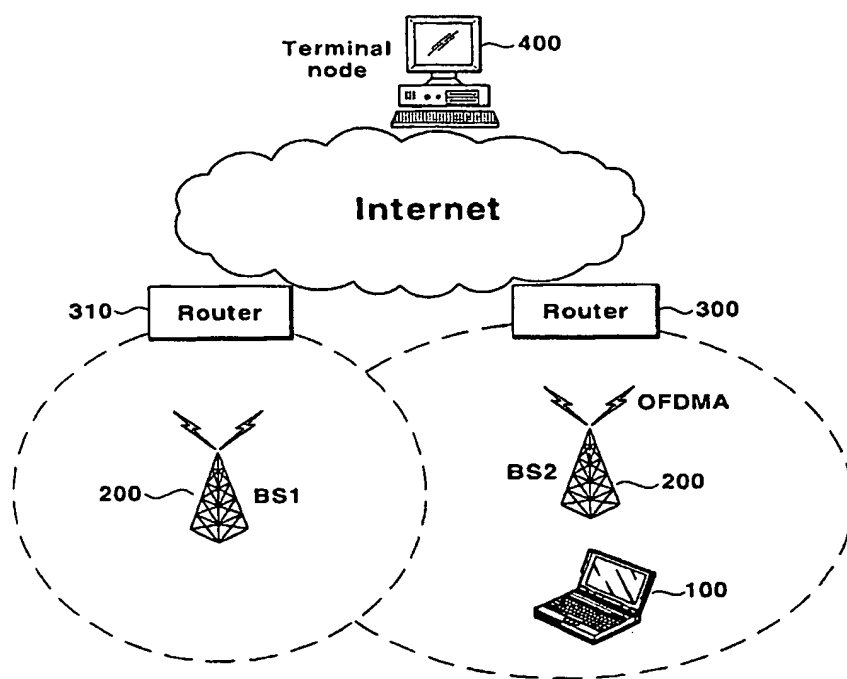 Terminal
node
400
Internet
310
Router
Router
300
OFDMA
200
BS1
BS2
200
100